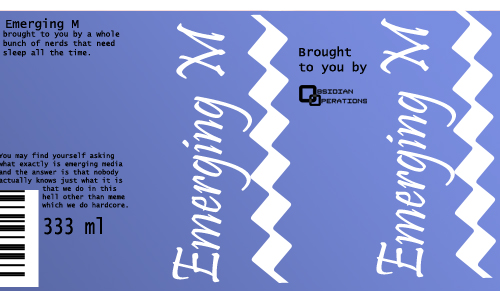 Emerging M
brought to you by a whole
bunch of nerds that need
sleep all the time.
You may find yourself asking
what exactly is emerging media
and the answer is that nobody
actually knows just what it is
that we do in this
hell other than meme
which we do hardcore.
333 ml
Emerging M
Brought
to you by
OBSIDIAN
OPERATIONS
Emerging M